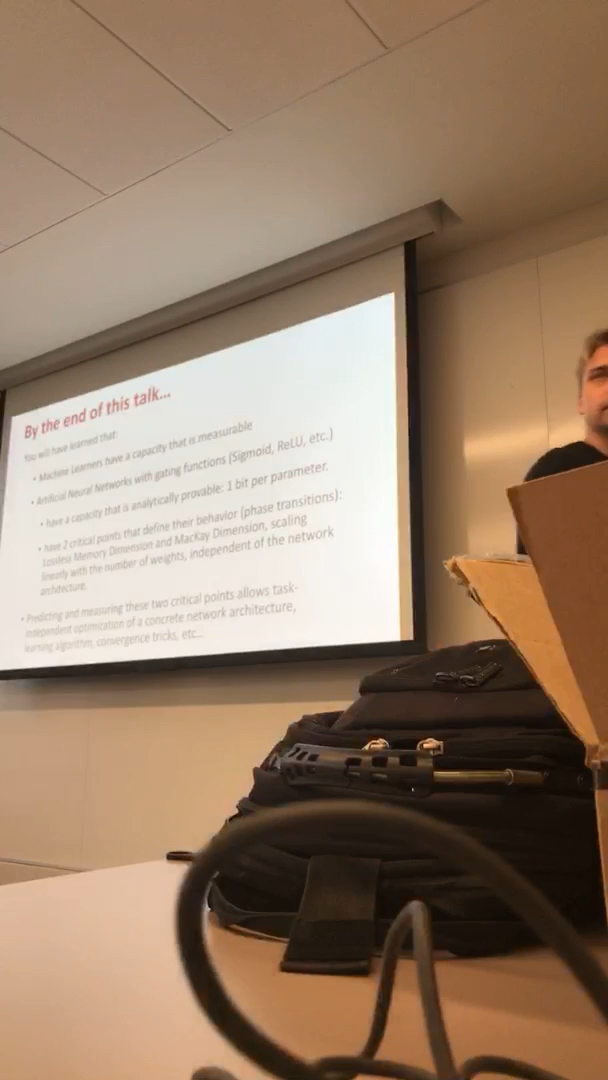 By the end of this talk...
You will have learned that:
• Machine Learners have a capacity that is measurable
• Artificial Neural Networks with gating functions (Sigmoid, ReLU, etc.)
• have a capacity that is analytically provable: 1 bit per parameter.
• have 2 critical points that define their behavior (phase transitions):
Lossless Memory Dimension and MacKay Dimension, scaling
linearly with the number of weights, independent of the network
architecture.
• Predicting and measuring these two critical points allows task-
independent optimization of a concrete network architecture,
learning algorithm, convergence tricks, etc...